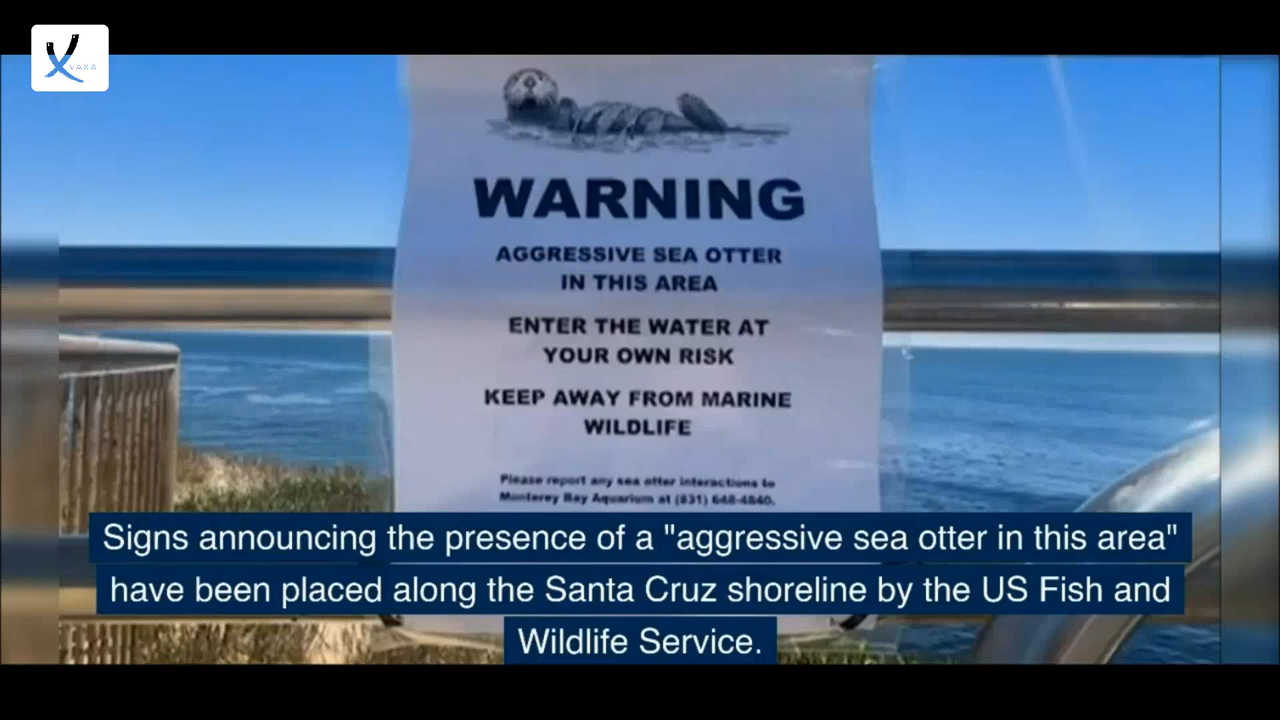 VAXA
WARNING
AGGRESSIVE SEA OTTER
IN THIS AREA
ENTER THE WATER AT
YOUR OWN RISK
KEEP AWAY FROM MARINE
WILDLIFE
Please report any sea otter interactions to
Monterey Bay Aquarium at (831) 648-4840.
Signs announcing the presence of a "aggressive sea otter in this area"
have been placed along the Santa Cruz shoreline by the US Fish and
Wildlife Service.